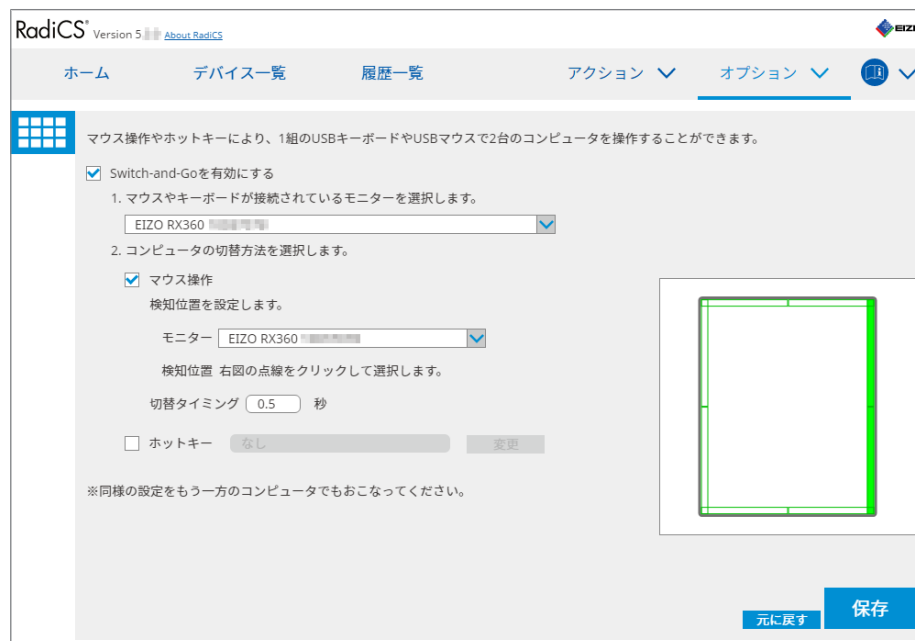 RadiCS® Version 5. About RadiCS
EIZ
ホーム デバイス一覧 履歴一覧 アクション オプション
マウス操作やホットキーにより、1組のUSBキーボードやUSBマウスで2台のコンピュータを操作することができます。
Switch-and-Goを有効にする
1. マウスやキーボードが接続されているモニターを選択します。
EIZO RX360
2. コンピュータの切替方法を選択します。
マウス操作
検知位置を設定します。
モニター EIZO RX360
検知位置 右図の点線をクリックして選択します。
切替タイミング 0.5 秒
ホットキー なし 変更
※同様の設定をもう一方のコンピュータでもおこなってください。
元に戻す 保存